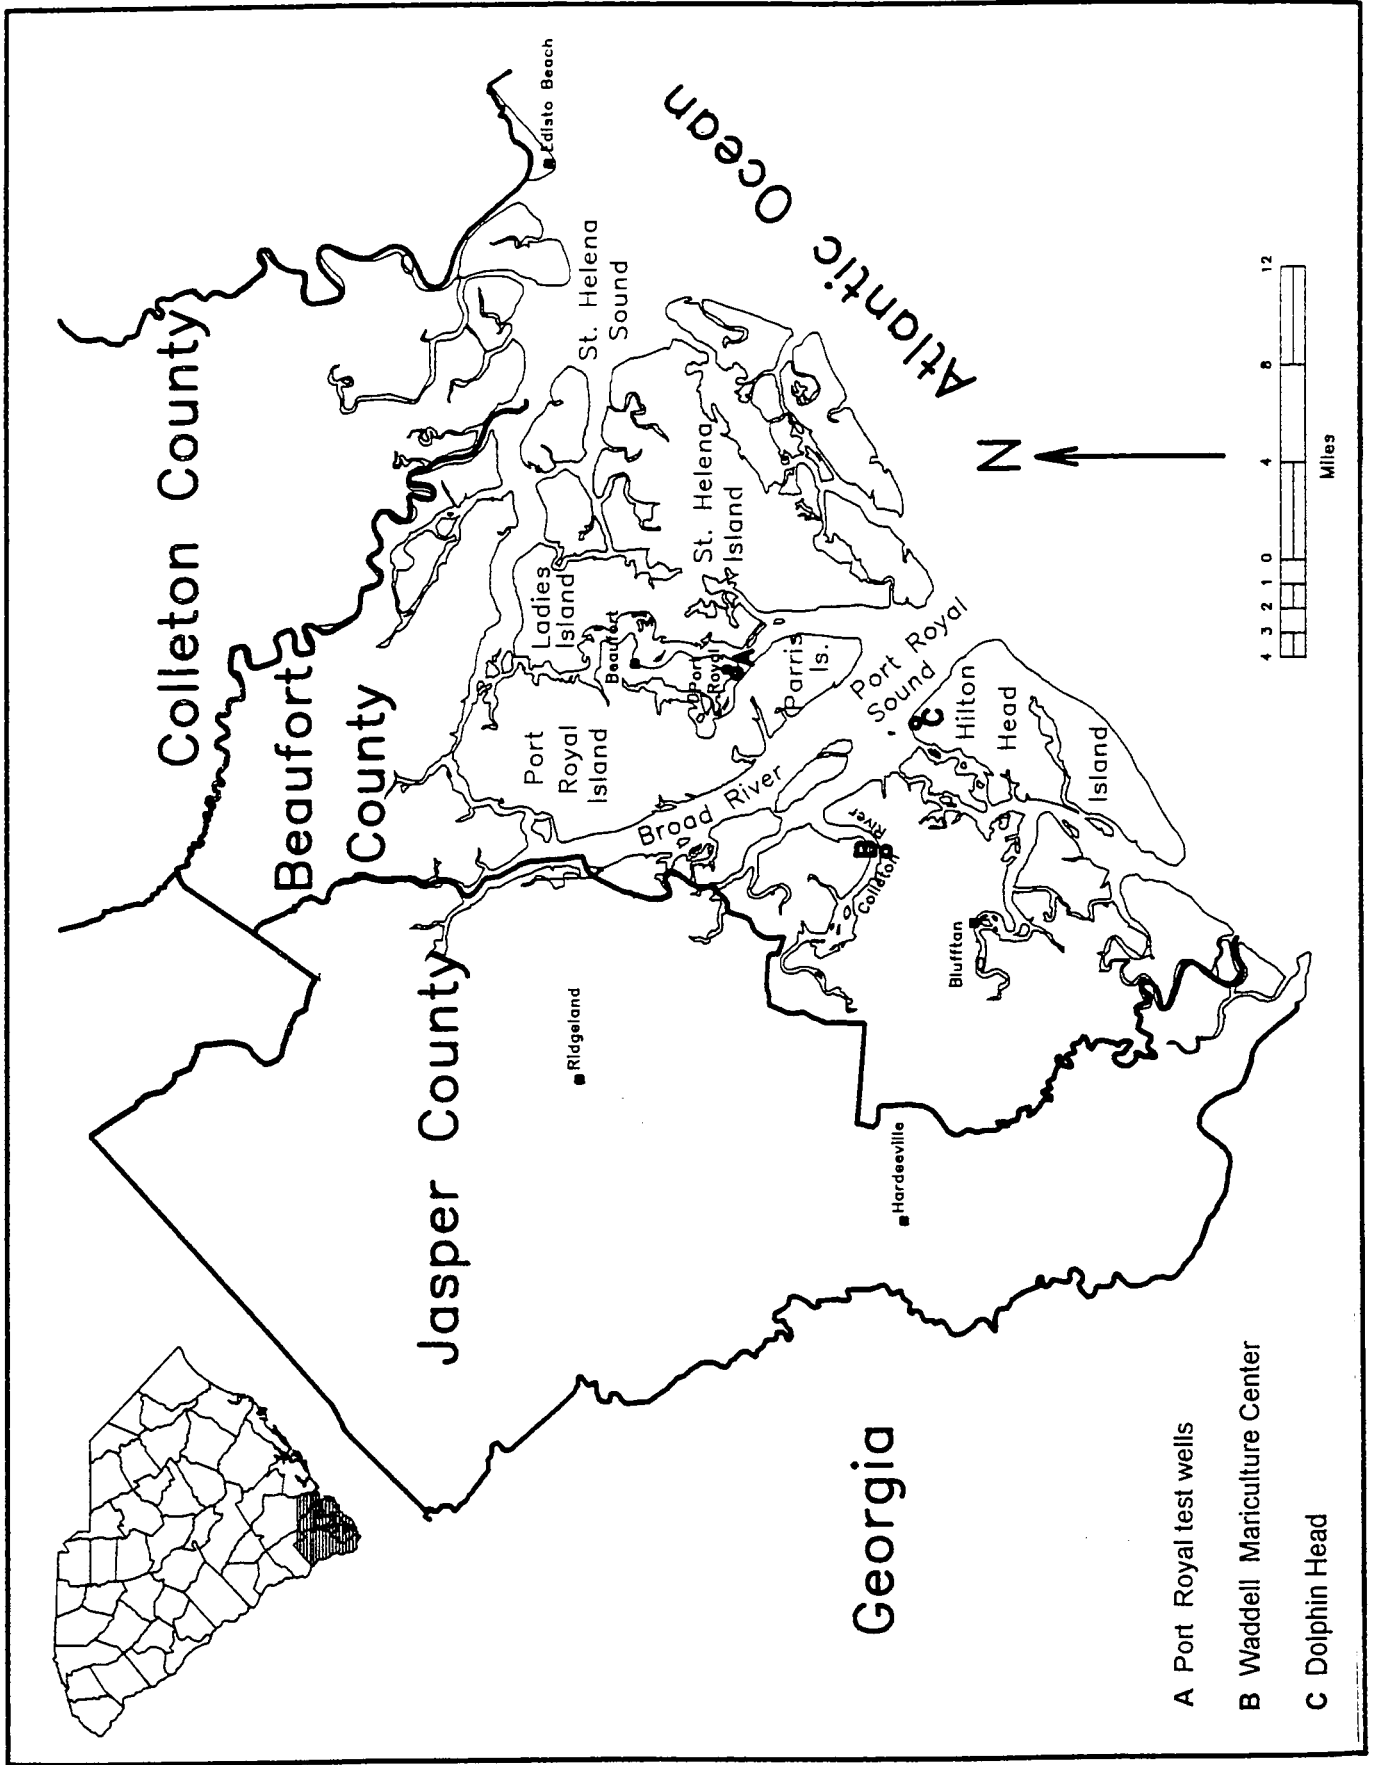 Colleton County
Beaufort
County
Jasper County
Georgia
Edisto Beach
St. Helena
Sound
Atlantic Ocean
Ladies
Island
Beaufort
St. Helena
Island
Port
Royal
A
Port
Royal
Island
Parris
Is.
Broad River
Port Royal
Sound
C
Hilton
Head
Island
B
Colleton
River
Blufftan
Ridgeland
Hardeeville
N
4 3 2 1 0 4 8 12
Miles
A Port Royal test wells
B Waddell Mariculture Center
C Dolphin Head